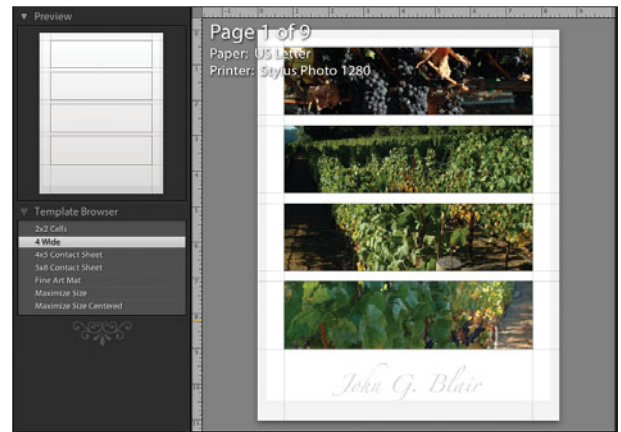 Preview
Template Browser
2x2 Cells
4 Wide
4x5 Contact Sheet
5x8 Contact Sheet
Fine Art Mat
Maximize Size
Maximize Size Centered
Page 1 of 9
Paper: US Letter
Printer: Stylus Photo 1280
John G. Blair